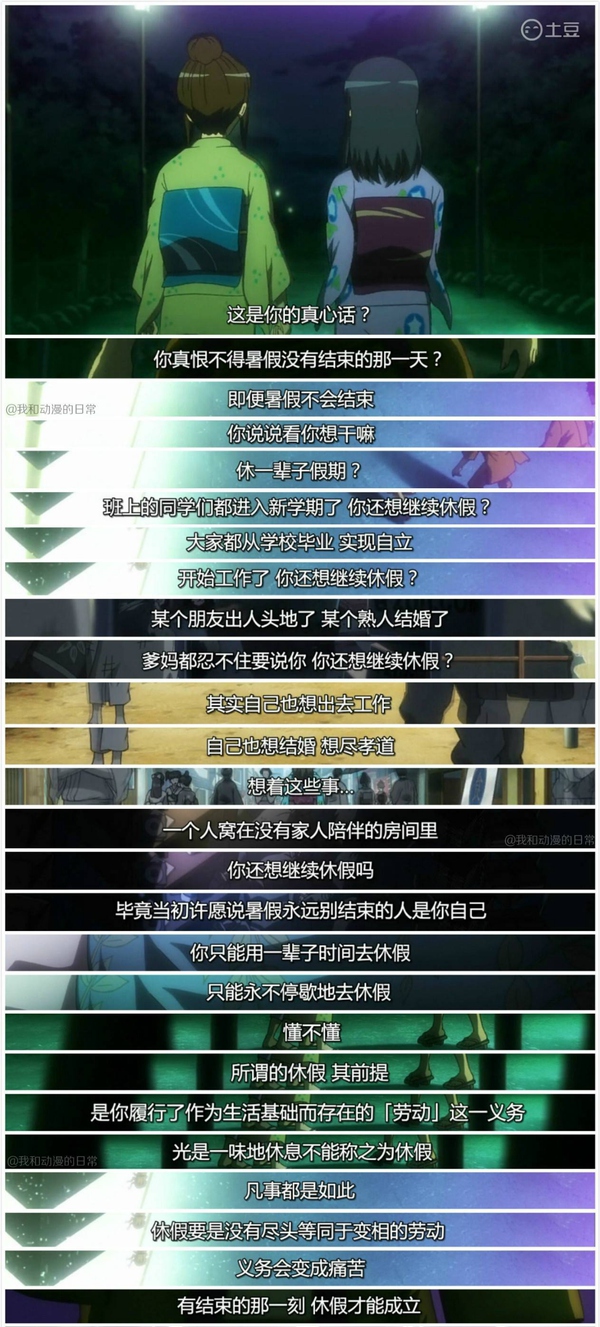 土豆
这是你的真心话？
你真恨不得暑假没有结束的那一天？
即便暑假不会结束
@我和动漫的日常
你说说看你想干嘛
休一辈子假期？
班上的同学们都进入新学期了 你还想继续休假？
大家都从学校毕业 实现自立
开始工作了 你还想继续休假？
某个朋友出人头地了 某个熟人结婚了
爹妈都忍不住要说你 你还想继续休假？
其实自己也想出去工作
自己也想结婚 想尽孝道
想着这些事...
一个人窝在没有家人陪伴的房间里
@我和动漫的日常
你还想继续休假吗
毕竟当初许愿说暑假永远别结束的人是你自己
你只能用一辈子时间去休假
只能永不停歇地去休假
懂不懂
所谓的休假 其前提
是你履行了作为生活基础而存在的「劳动」这一义务
光是一味地休息不能称之为休假
@我和动漫的日常
凡事都是如此
休假要是没有尽头等同于变相的劳动
义务会变成痛苦
有结束的那一刻 休假才能成立